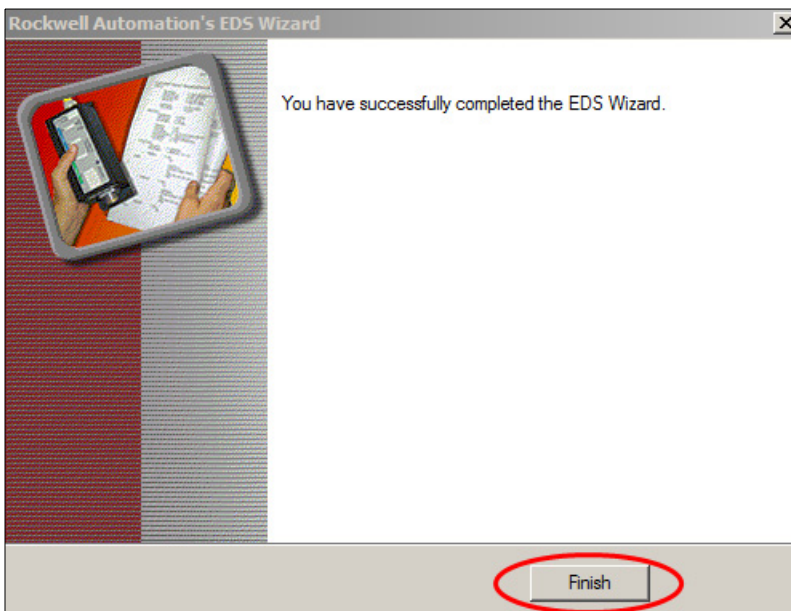 Rockwell Automation's EDS Wizard
You have successfully completed the EDS Wizard.
Finish